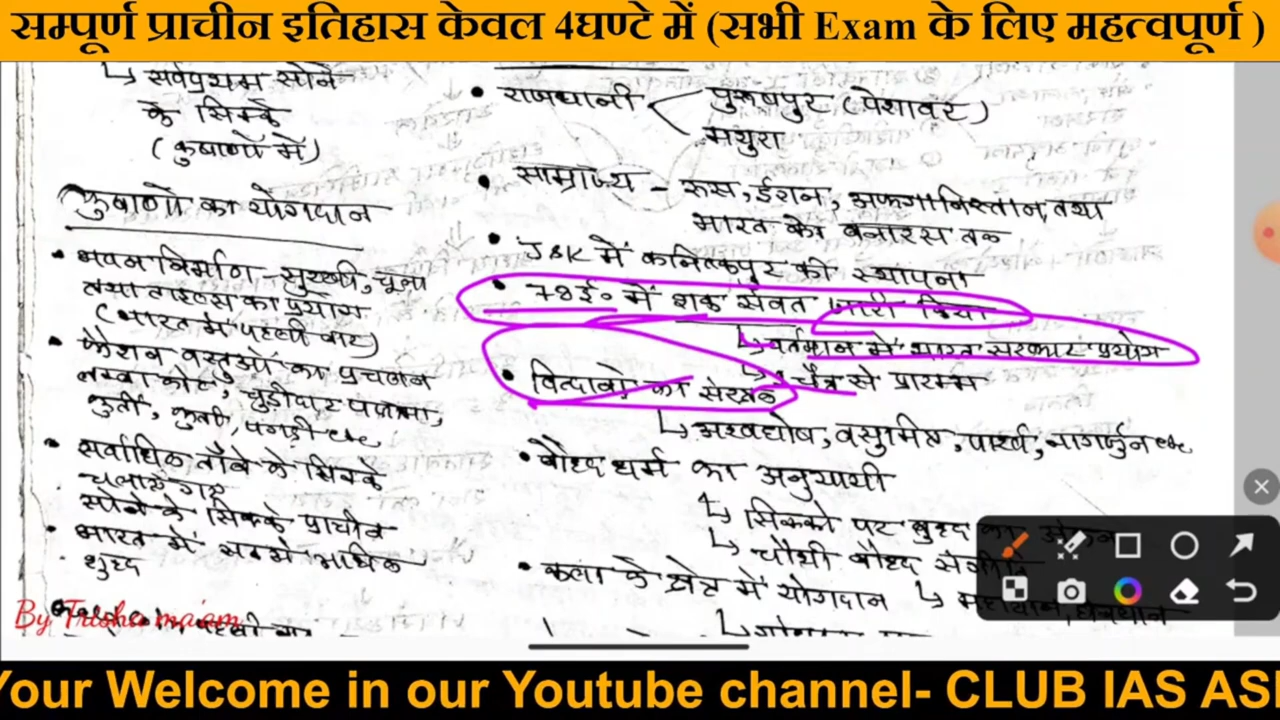 सम्पूर्ण प्राचीन इतिहास केवल 4घण्टे में (सभी Exam के लिए महत्वपूर्ण )
↳ सर्वप्रथम सोने
के सिक्के
(कुषाणों में)
कुषाणों का योगदान
• भवन निर्माण - सुरखी, चूना
तथा टाइल्स का प्रयोग
(भारत में पहली बार)
• फैशन वस्तुओं का प्रचलन
लम्बा कोट, चुड़ीदार पजामा,
कुर्ता, पगड़ी etc
• सर्वाधिक ताँबे के सिक्के
चलाए गए
सोने के सिक्के प्राचीन
• भारत में सबसे अधिक
शुद्ध
By Trisha ma'am
• राजधानी < पुरुषपुर (पेशावर)
मथुरा
• साम्राज्य - रूस, ईरान, अफगानिस्तान, तथा
भारत के बनारस तक
• J&K में कनिष्कपुर की स्थापना
• 78ई० में शक संवत जारी किया
↳ वर्तमान में भारत सरकार प्रयोग
↳ चैत्र से प्रारम्भ
• विद्वानों का संरक्षक
↳ अश्वघोष, वसुमित्र, पार्श्व, नागार्जुन etc
• बौद्ध धर्म का अनुयायी
↳ सिक्को पर बुद्ध का
↳ चौथी बौद्ध संगीति
• कला के क्षेत्र में योगदान
Your Welcome in our Youtube channel- CLUB IAS ASI